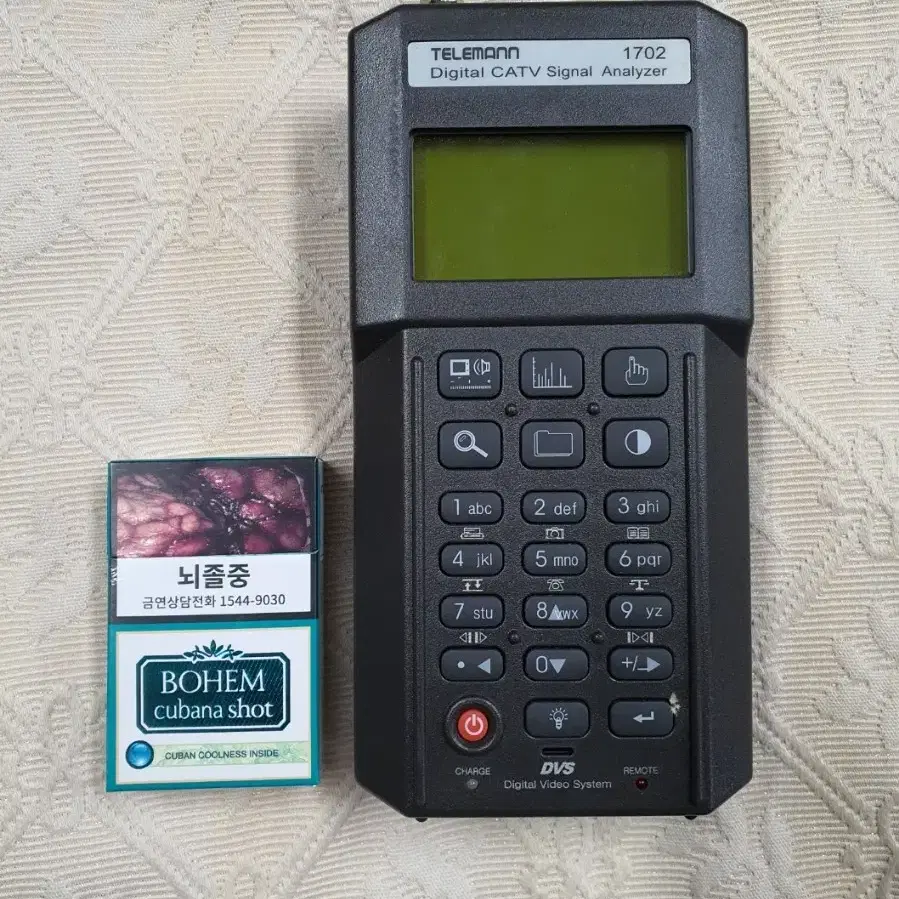 TELEMANN 1702
Digital CATV Signal Analyzer
1 abc 2 def 3 ghi
4 jkl 5 mno 6 pqr
7 stu 8 vwx 9 yz
0 +/-
CHARGE DVS REMOTE
Digital Video System
뇌졸중
금연상담전화 1544-9030
BOHEM
cubana shot
CUBAN COOLNESS INSIDE